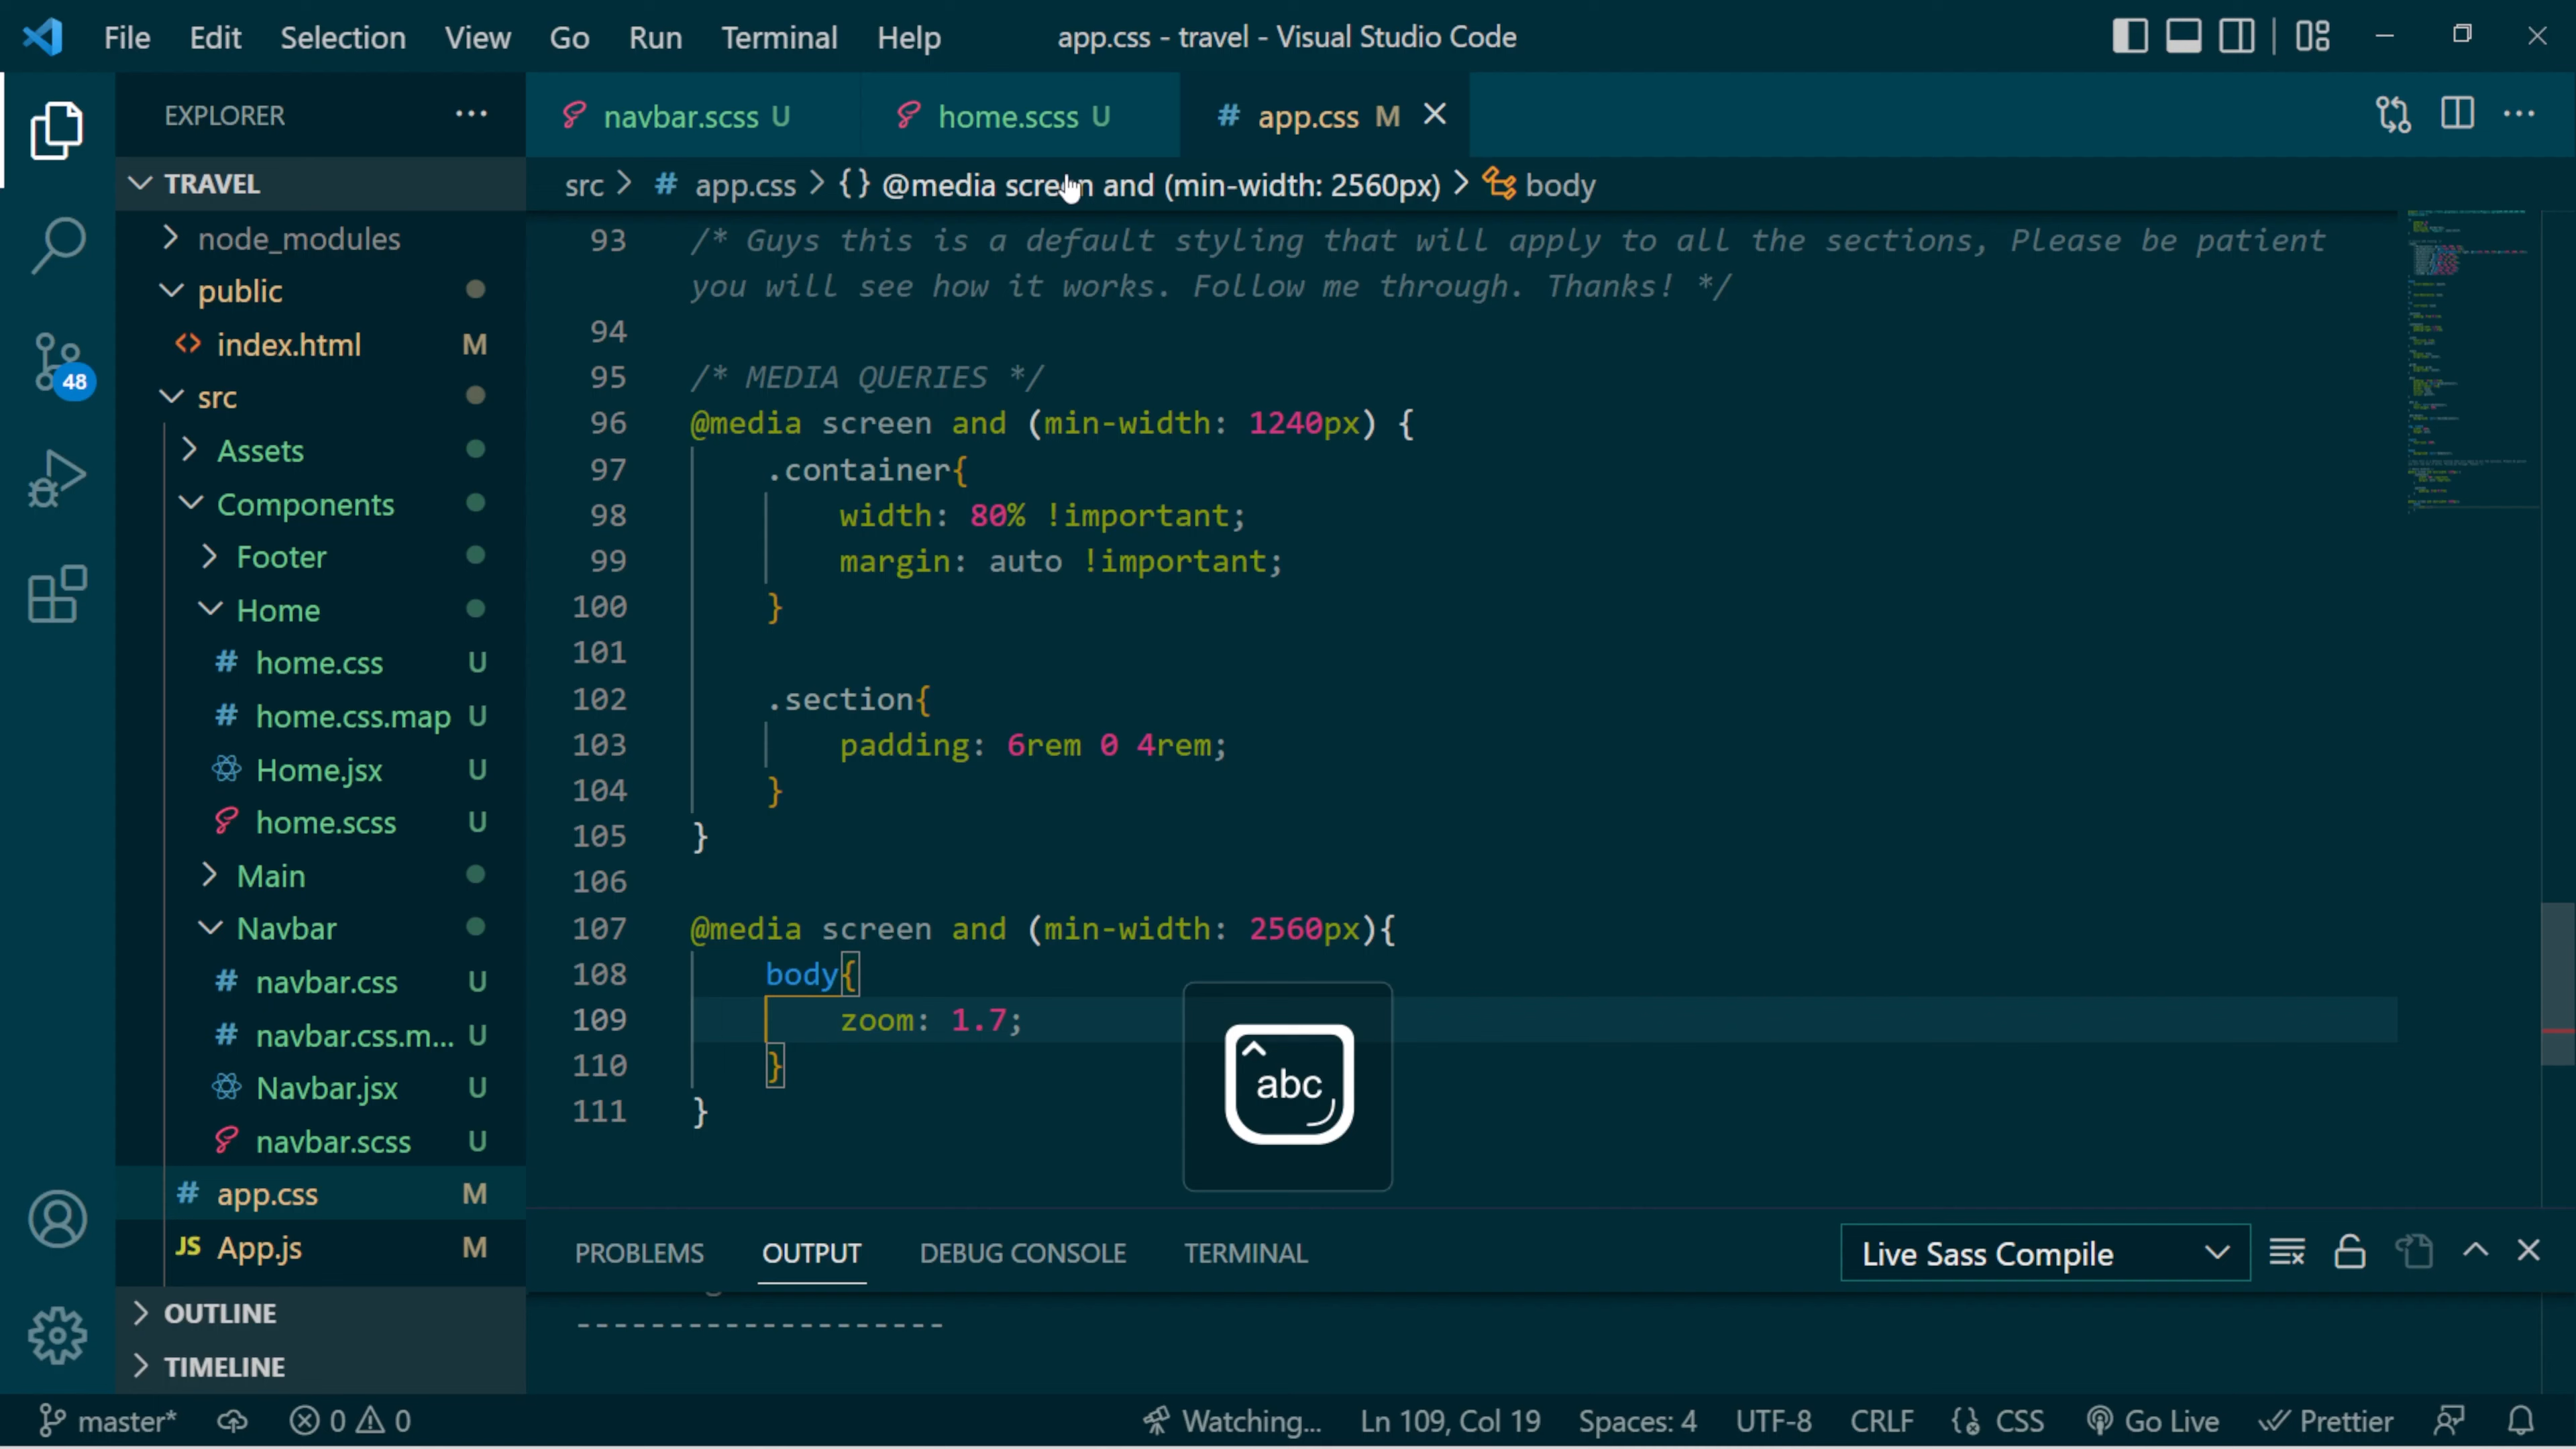 File Edit Selection View Go Run Terminal Help app.css - travel - Visual Studio Code
EXPLORER
navbar.scss U
home.scss U
# app.css M
TRAVEL
src > # app.css > {} @media screen and (min-width: 2560px) > body
node_modules
public
<> index.html M
src
Assets
Components
Footer
Home
# home.css U
# home.css.map U
Home.jsx U
home.scss U
Main
Navbar
# navbar.css U
# navbar.css.m... U
Navbar.jsx U
navbar.scss U
# app.css M
JS App.js M
OUTLINE
TIMELINE
48
93 /* Guys this is a default styling that will apply to all the sections, Please be patient
you will see how it works. Follow me through. Thanks! */
94
95 /* MEDIA QUERIES */
96 @media screen and (min-width: 1240px) {
97 .container{
98 width: 80% !important;
99 margin: auto !important;
100 }
101
102 .section{
103 padding: 6rem 0 4rem;
104 }
105 }
106
107 @media screen and (min-width: 2560px){
108 body{
109 zoom: 1.7;
110 }
111 }
abc
PROBLEMS OUTPUT DEBUG CONSOLE TERMINAL Live Sass Compile
--------------------
master* 0 0 Watching... Ln 109, Col 19 Spaces: 4 UTF-8 CRLF {} CSS Go Live Prettier